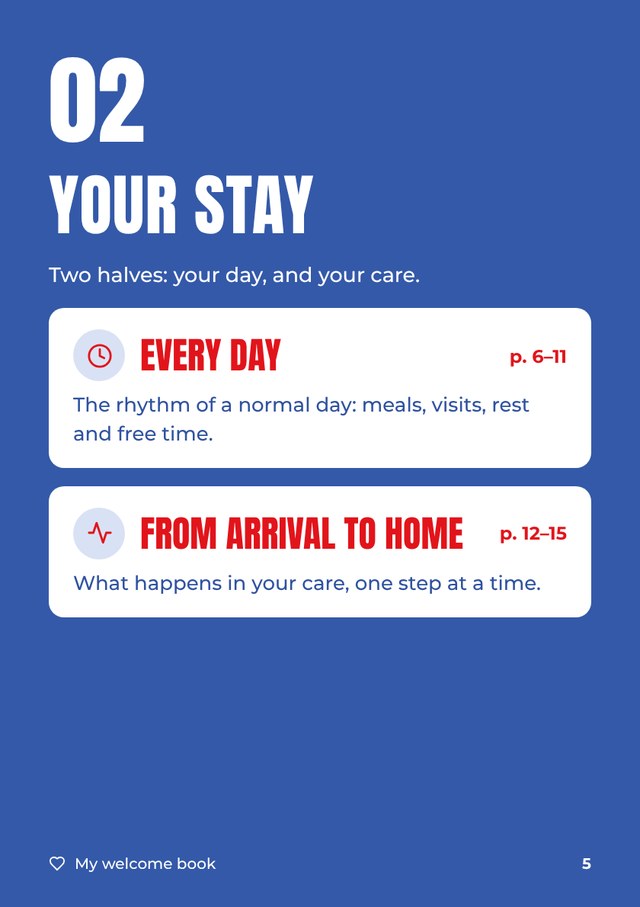 02
YOUR STAY
Two halves: your day, and your care.
EVERY DAY
p. 6–11
The rhythm of a normal day: meals, visits, rest
and free time.
FROM ARRIVAL TO HOME
p. 12–15
What happens in your care, one step at a time.
My welcome book
5